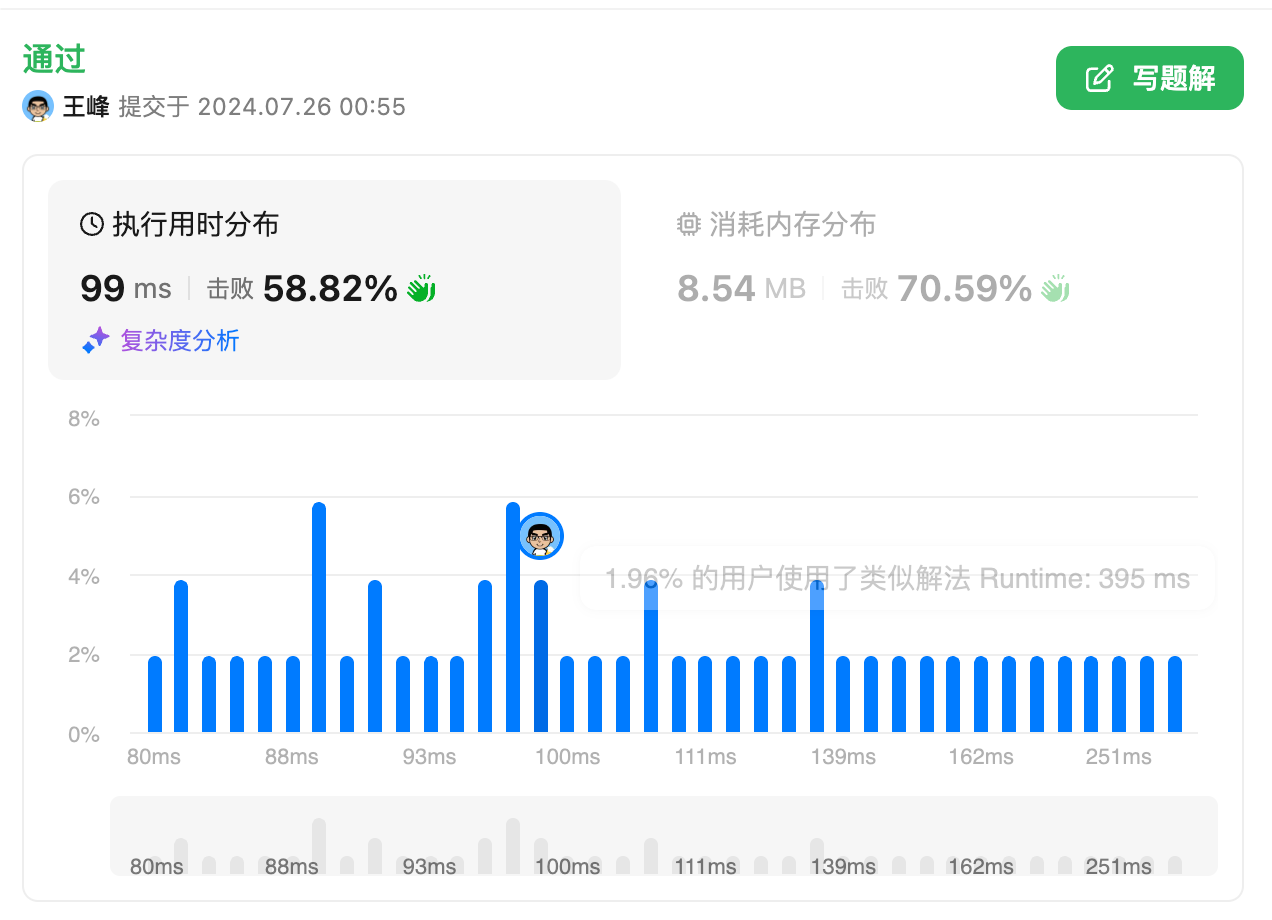 通过
写题解
王峰 提交于 2024.07.26 00:55
执行用时分布
99 ms 击败 58.82%
复杂度分析
消耗内存分布
8.54 MB 击败 70.59%
8%
6%
4%
2%
0%
1.96% 的用户使用了类似解法 Runtime: 395 ms
80ms 88ms 93ms 100ms 111ms 139ms 162ms 251ms
80ms 88ms 93ms 100ms 111ms 139ms 162ms 251ms